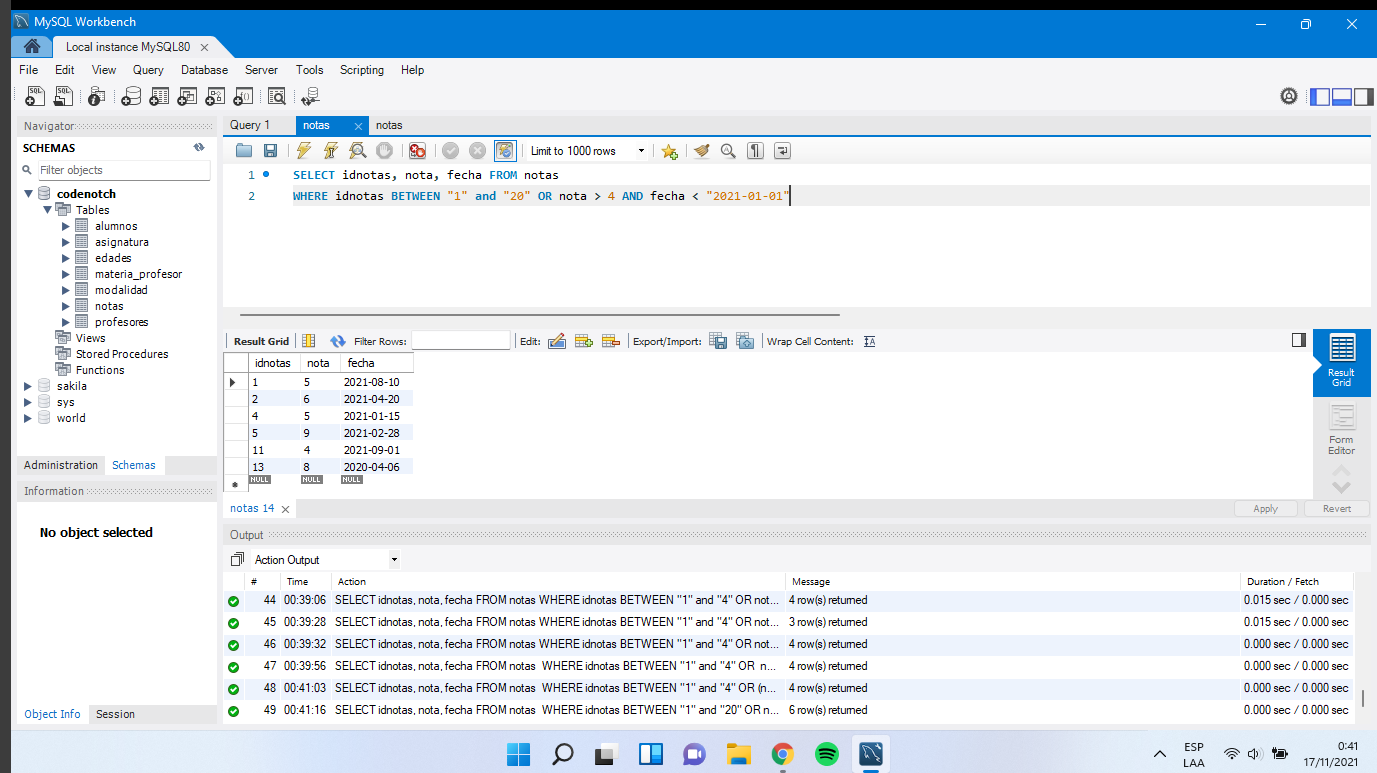 MySQL Workbench
Local instance MySQL80
File Edit View Query Database Server Tools Scripting Help
Navigator
SCHEMAS
Filter objects
codenotch
Tables
alumnos
asignatura
edades
materia_profesor
modalidad
notas
profesores
Views
Stored Procedures
Functions
sakila
sys
world
Administration Schemas
Information
No object selected
Object Info Session
Query 1 notas notas
Limit to 1000 rows
1 SELECT idnotas, nota, fecha FROM notas
2 WHERE idnotas BETWEEN "1" and "20" OR nota > 4 AND fecha < "2021-01-01"
Result Grid Filter Rows: Edit: Export/Import: Wrap Cell Content: IA
idnotas nota fecha
1 5 2021-08-10
2 6 2021-04-20
4 5 2021-01-15
5 9 2021-02-28
11 4 2021-09-01
13 8 2020-04-06
NULL NULL NULL
Result
Grid
Form
Editor
notas 14 Apply Revert
Output
Action Output
# Time Action Message Duration / Fetch
44 00:39:06 SELECT idnotas, nota, fecha FROM notas WHERE idnotas BETWEEN "1" and "4" OR not... 4 row(s) returned 0.015 sec / 0.000 sec
45 00:39:28 SELECT idnotas, nota, fecha FROM notas WHERE idnotas BETWEEN "1" and "4" OR not... 3 row(s) returned 0.015 sec / 0.000 sec
46 00:39:32 SELECT idnotas, nota, fecha FROM notas WHERE idnotas BETWEEN "1" and "4" OR not... 4 row(s) returned 0.000 sec / 0.000 sec
47 00:39:56 SELECT idnotas, nota, fecha FROM notas WHERE idnotas BETWEEN "1" and "4" OR n... 4 row(s) returned 0.000 sec / 0.000 sec
48 00:41:03 SELECT idnotas, nota, fecha FROM notas WHERE idnotas BETWEEN "1" and "4" OR (n... 4 row(s) returned 0.000 sec / 0.000 sec
49 00:41:16 SELECT idnotas, nota, fecha FROM notas WHERE idnotas BETWEEN "1" and "20" OR n... 6 row(s) returned 0.000 sec / 0.000 sec
ESP
LAA
0:41
17/11/2021